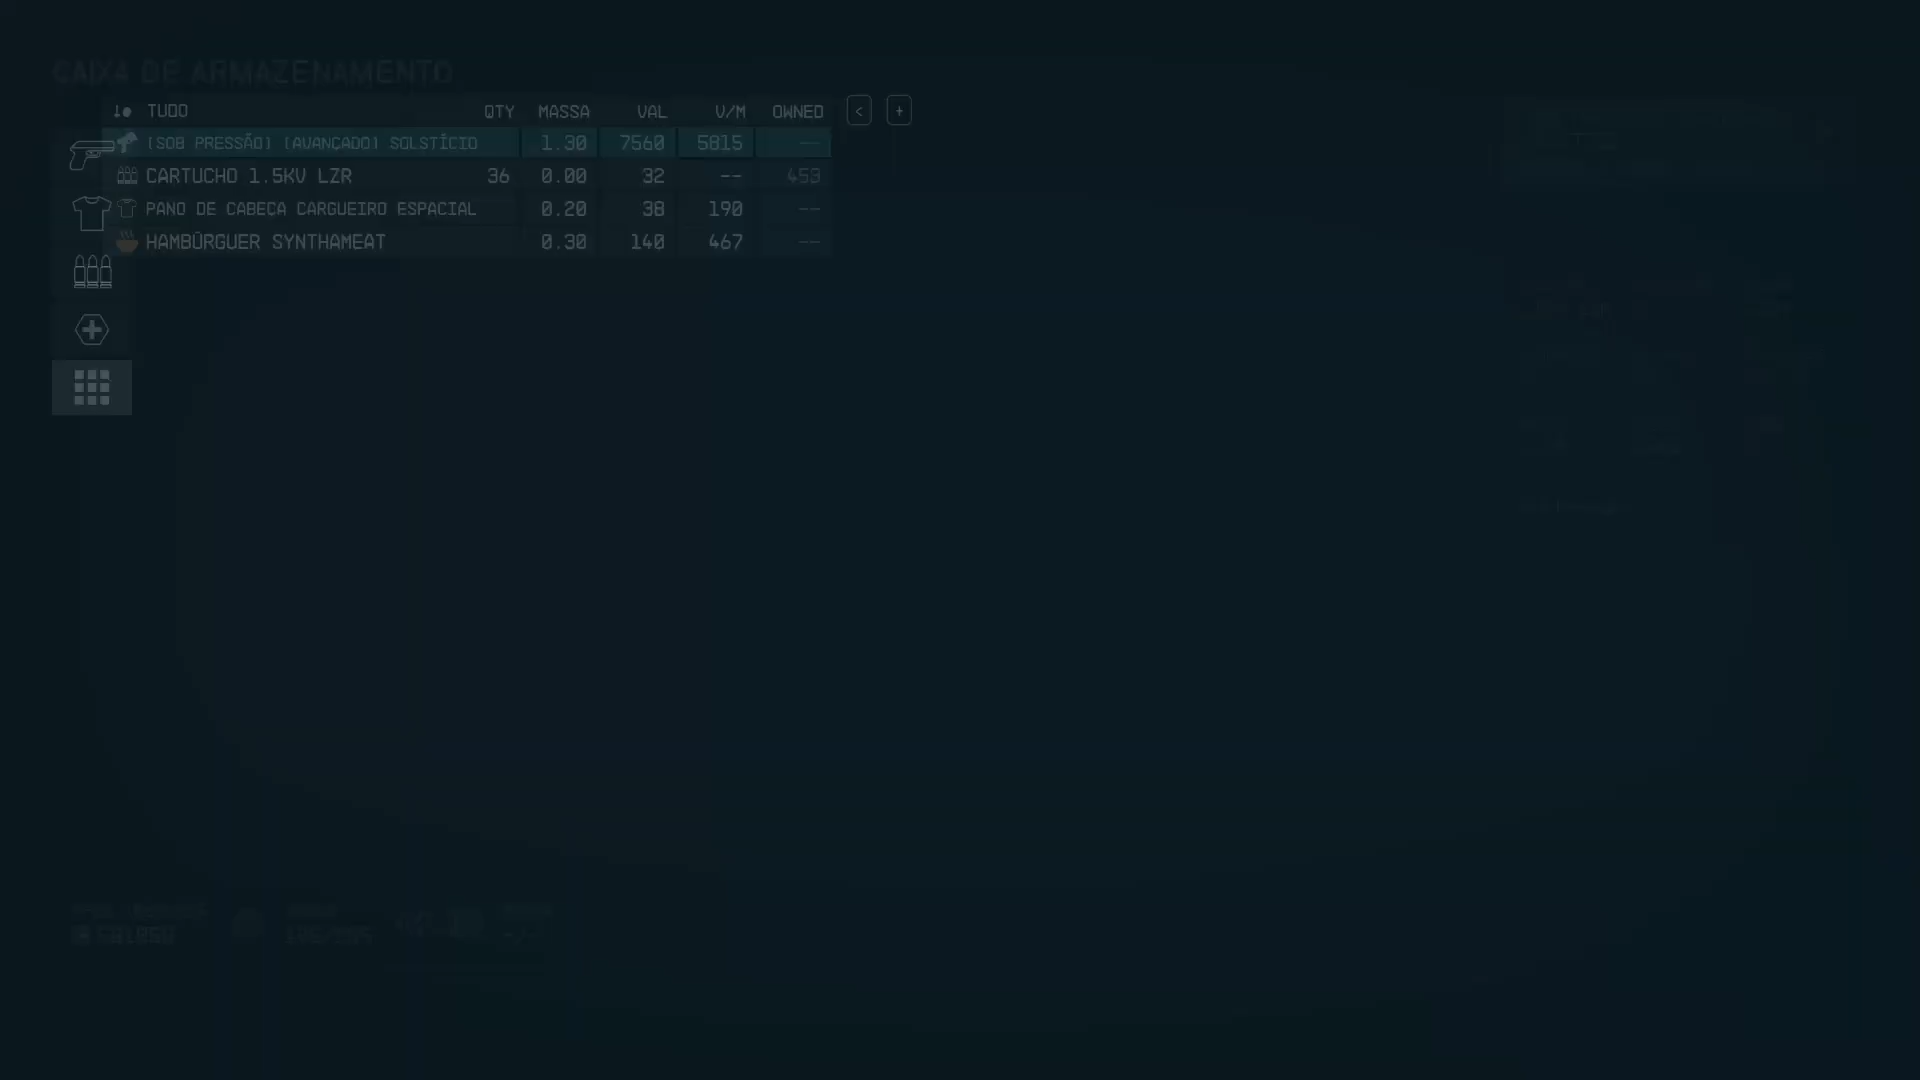 CAIXA DE ARMAZENAMENTO
TUDO QTY MASSA VAL V/M OWNED < +
[SOB PRESSÃO] [AVANÇADO] SOLSTÍCIO 1.30 7560 5815 --
CARTUCHO 1.5KV LZR 36 0.00 32 -- 453
PANO DE CABEÇA CARGUEIRO ESPACIAL 0.20 38 190 --
HAMBÚRGUER SYNTHAMEAT 0.30 140 467 --